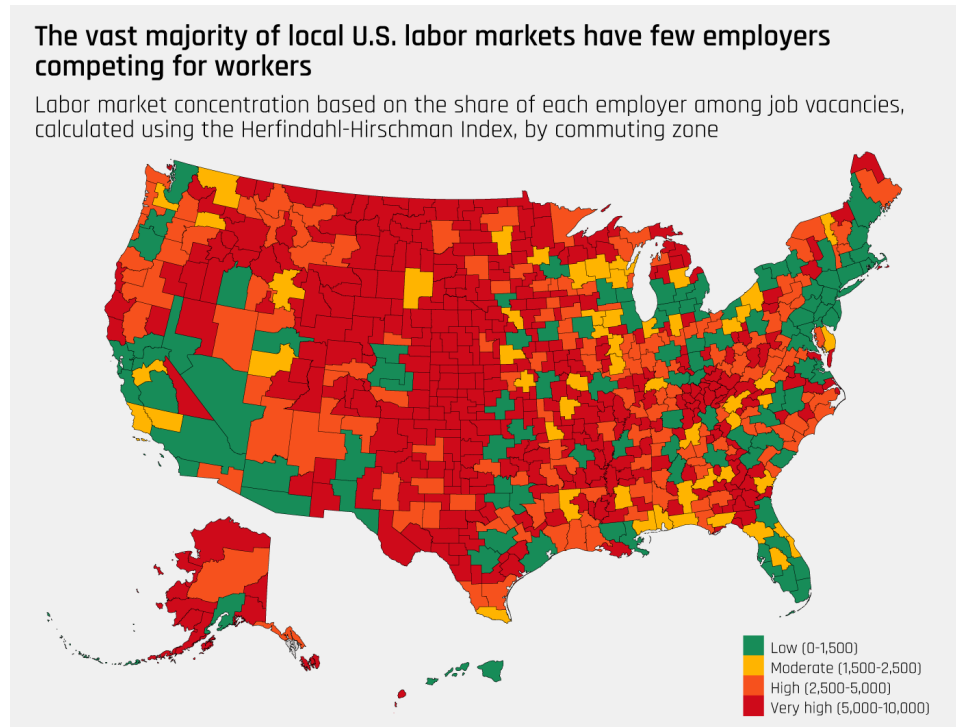 The vast majority of local U.S. labor markets have few employers
competing for workers
Labor market concentration based on the share of each employer among job vacancies,
calculated using the Herfindahl-Hirschman Index, by commuting zone
Low (0-1,500)
Moderate (1,500-2,500)
High (2,500-5,000)
Very high (5,000-10,000)